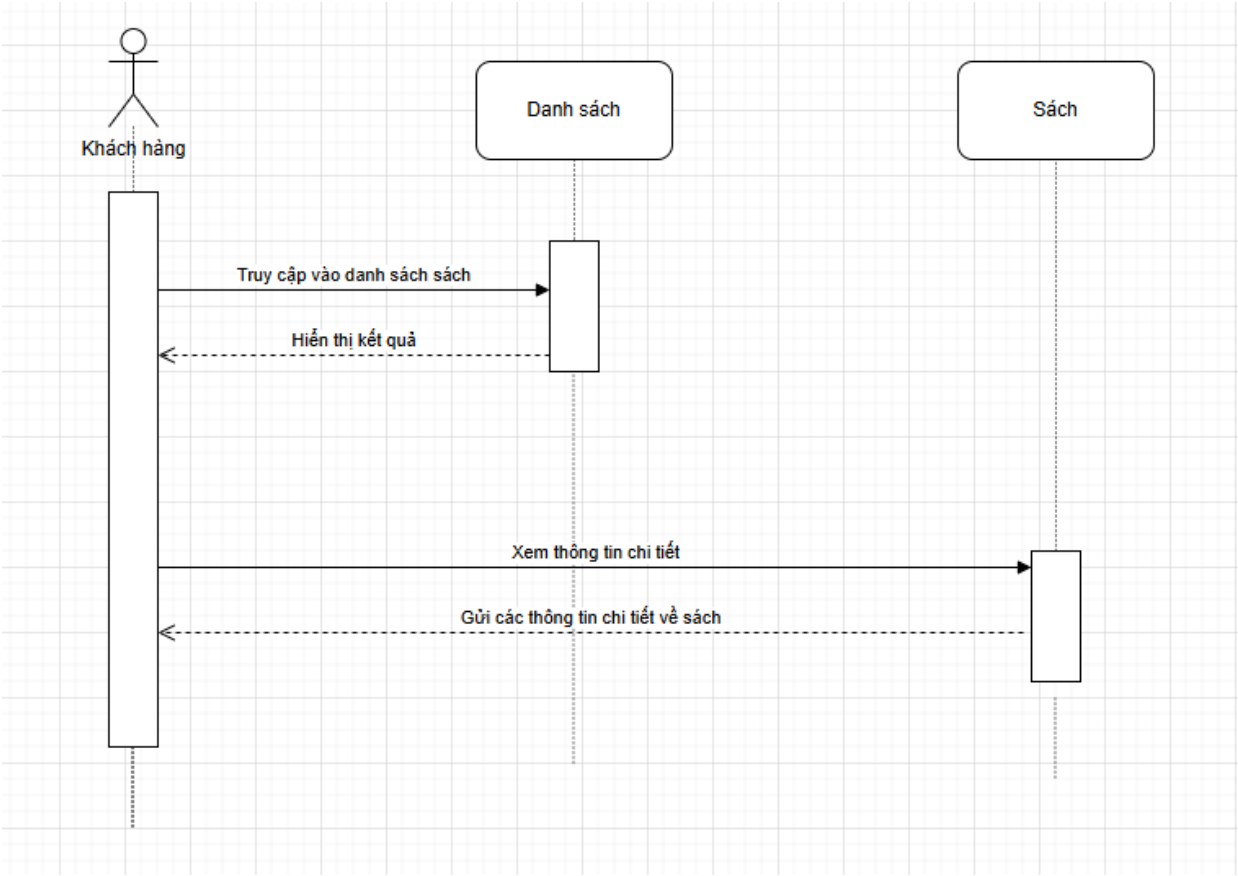 Khách hàng
Danh sách
Sách
Truy cập vào danh sách sách
Hiển thị kết quả
Xem thông tin chi tiết
Gửi các thông tin chi tiết về sách